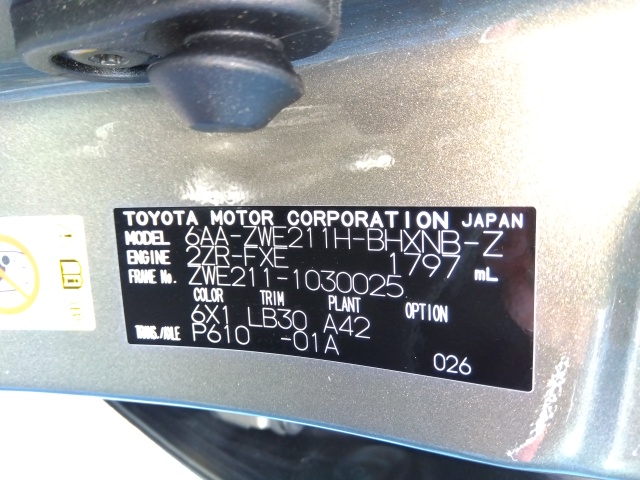 TOYOTA MOTOR CORPORATION JAPAN
MODEL 6AA-ZWE211H-BHXNB-Z
ENGINE 2ZR-FXE 1797 mL
FRAME No. ZWE211-1030025
COLOR TRIM PLANT OPTION
6X1 LB30 A42
TRANS./AXLE P610 -01A
026